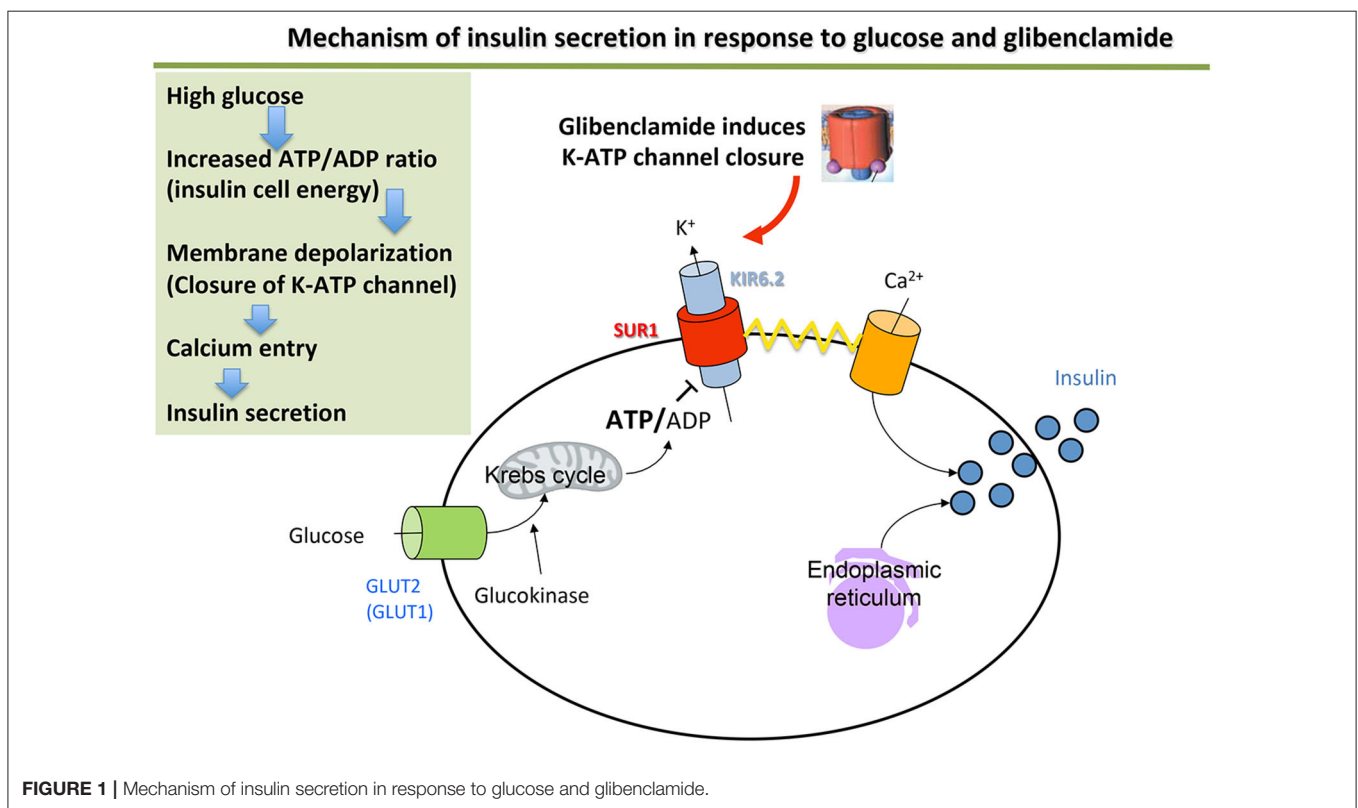 Mechanism of insulin secretion in response to glucose and glibenclamide
High glucose
Increased ATP/ADP ratio
(insulin cell energy)
Membrane depolarization
(Closure of K-ATP channel)
Calcium entry
Insulin secretion
Glibenclamide induces
K-ATP channel closure
K+
KIR6.2
SUR1
Ca2+
Insulin
ATP/ADP
Krebs cycle
Glucose
GLUT2
(GLUT1)
Glucokinase
Endoplasmic
reticulum
FIGURE 1 | Mechanism of insulin secretion in response to glucose and glibenclamide.